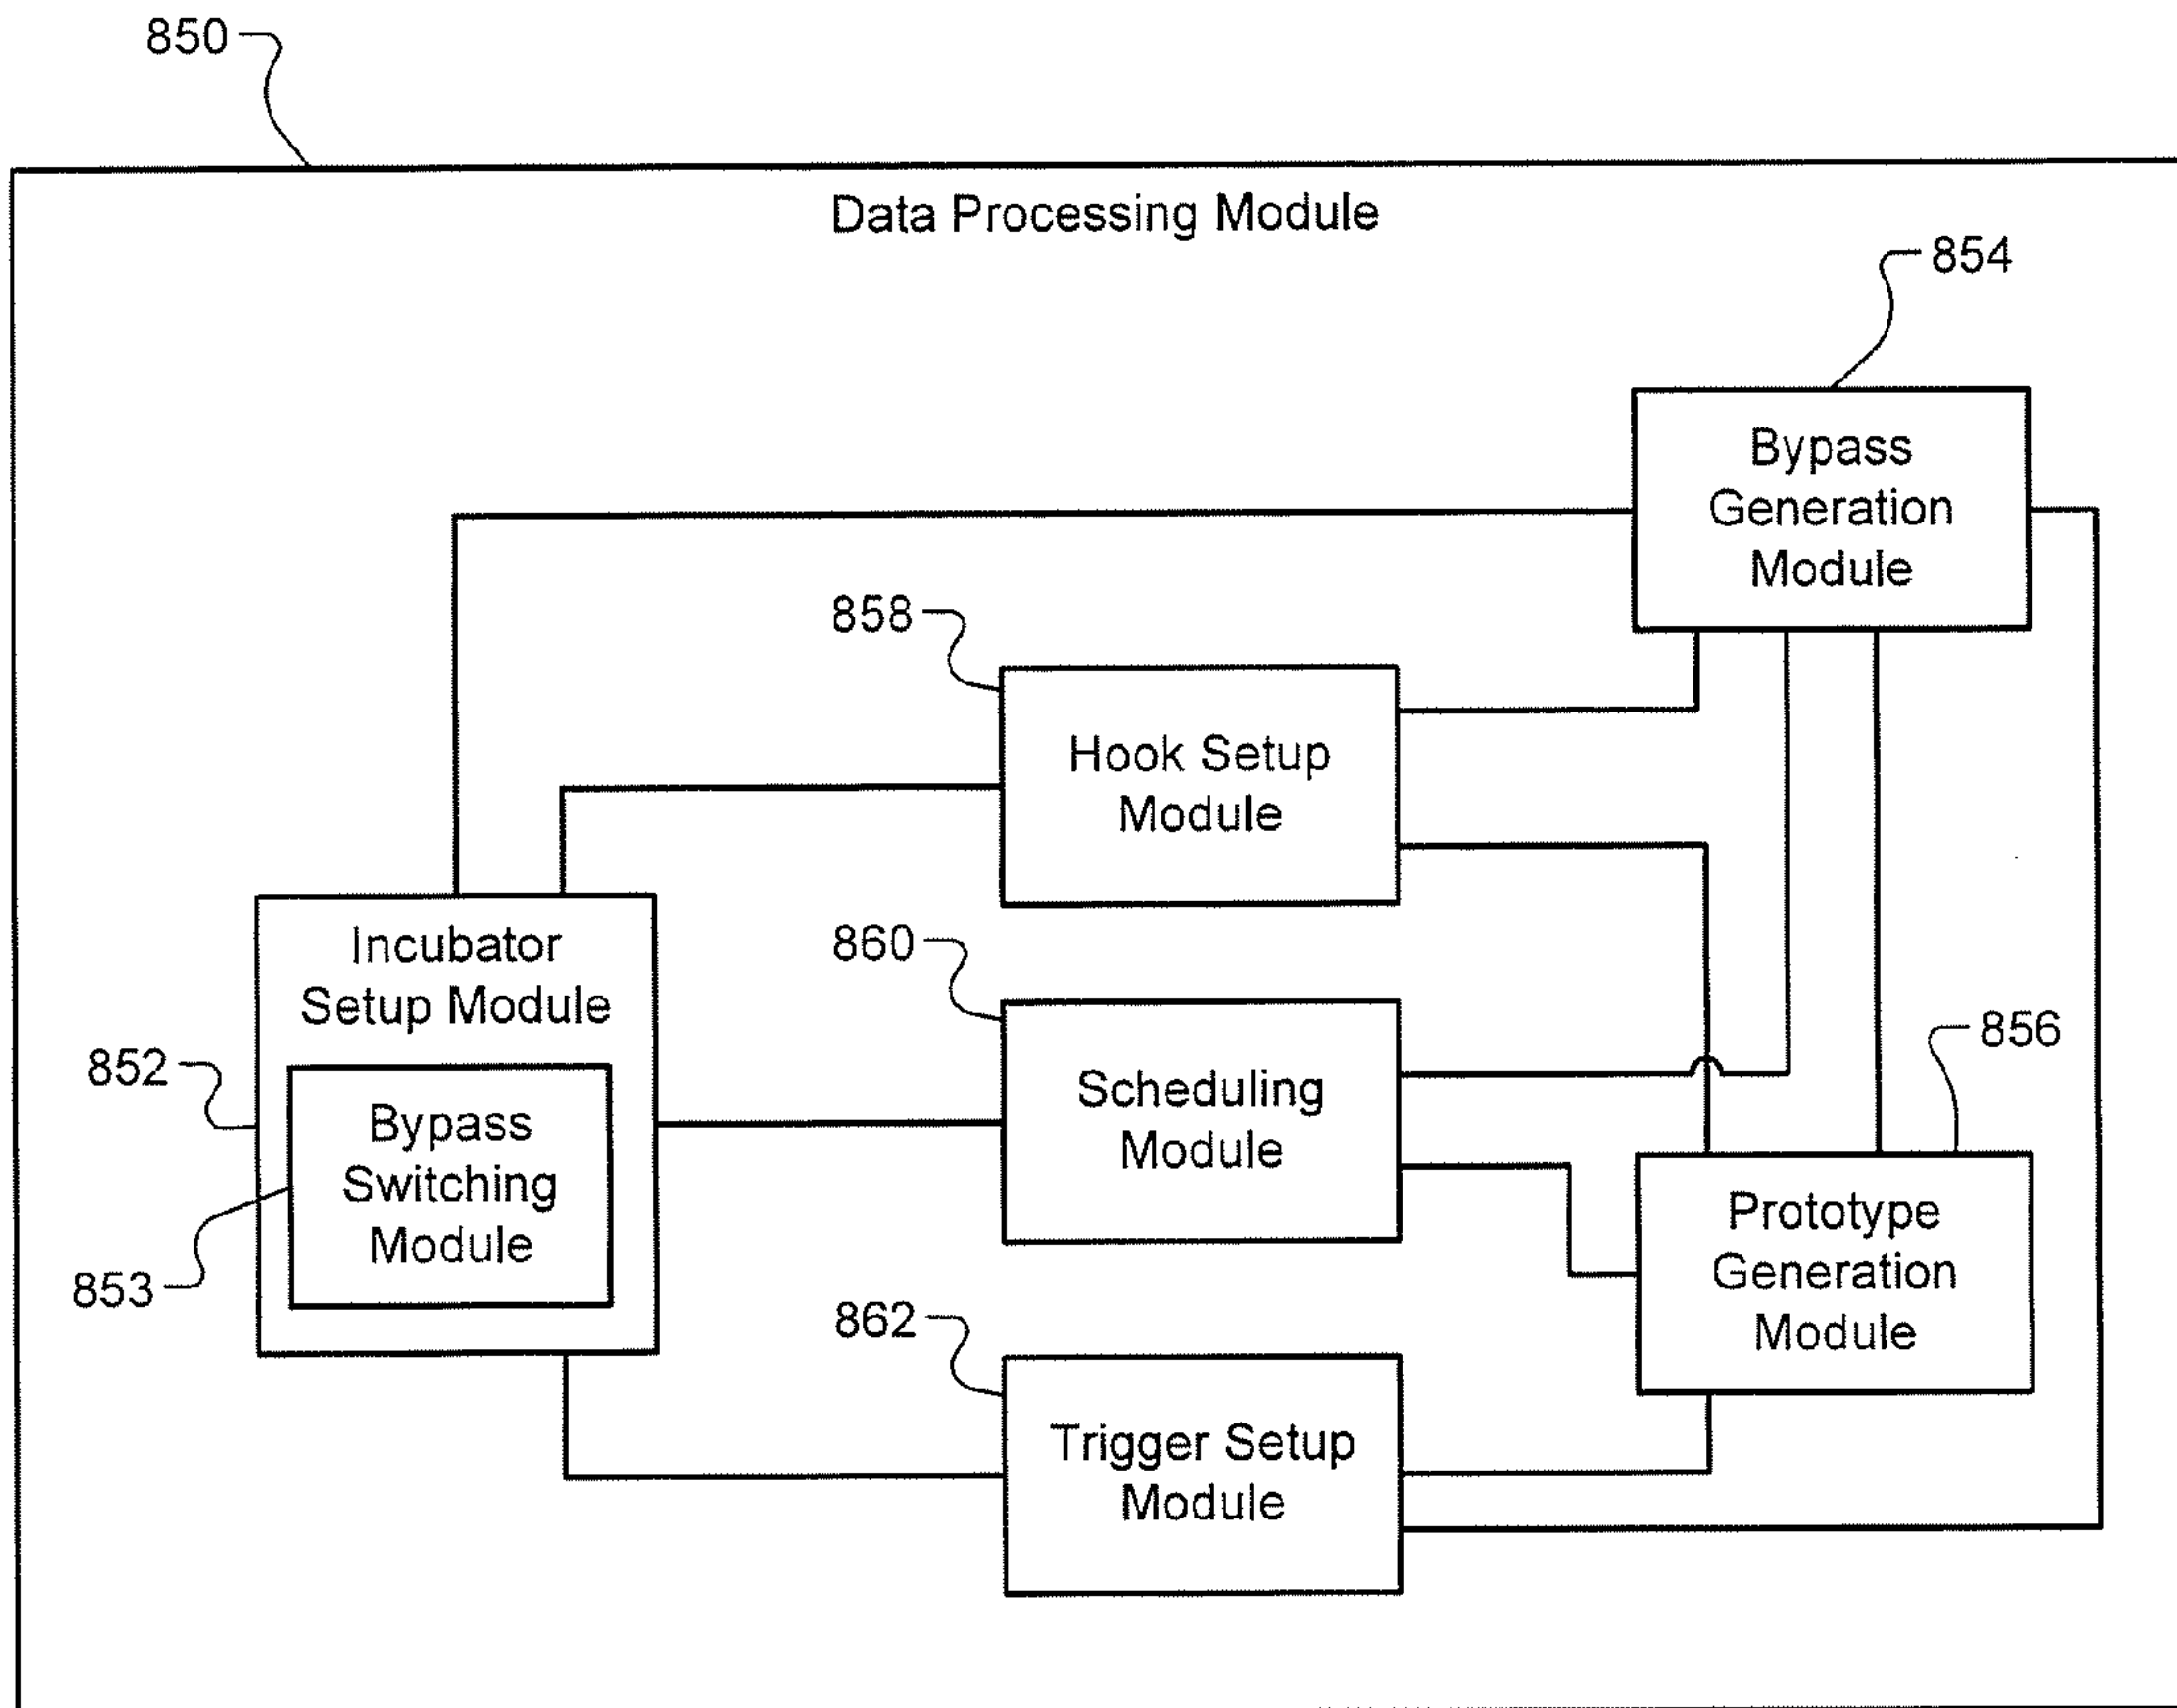 850
Data Processing Module
854
Bypass
Generation
Module
858
Hook Setup
Module
Incubator
Setup Module
860
852
Bypass
Switching
Module
853
Scheduling
Module
856
Prototype
Generation
Module
862
Trigger Setup
Module